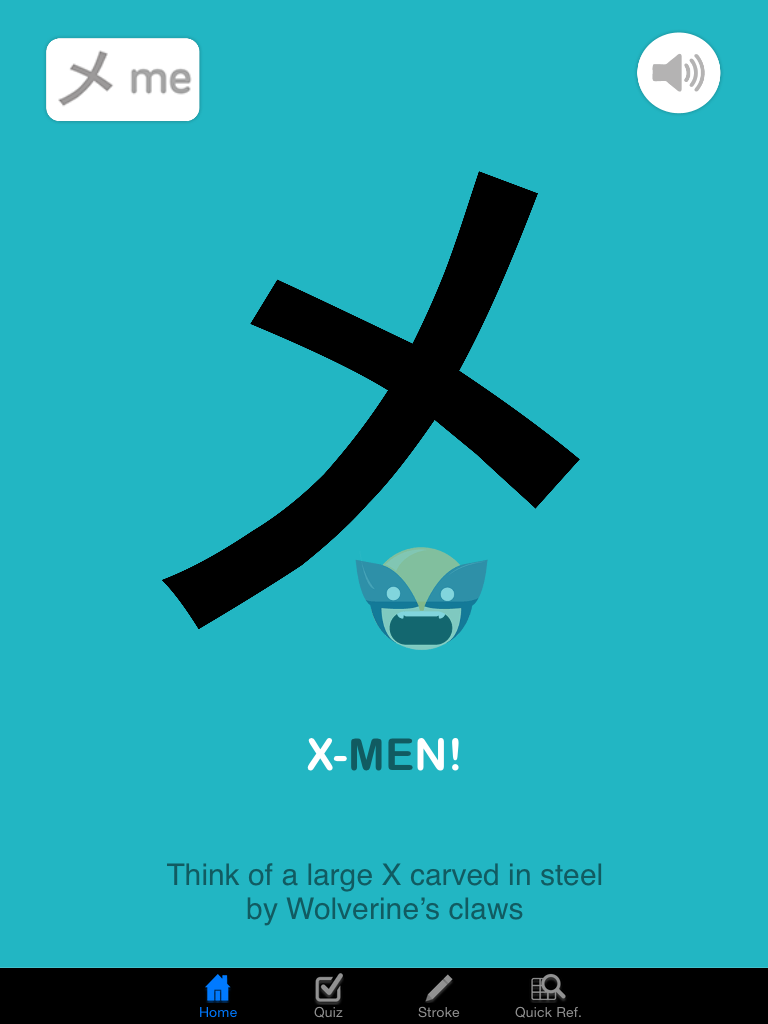 メ me
メ
X-MEN!
Think of a large X carved in steel
by Wolverine’s claws
Home Quiz Stroke Quick Ref.